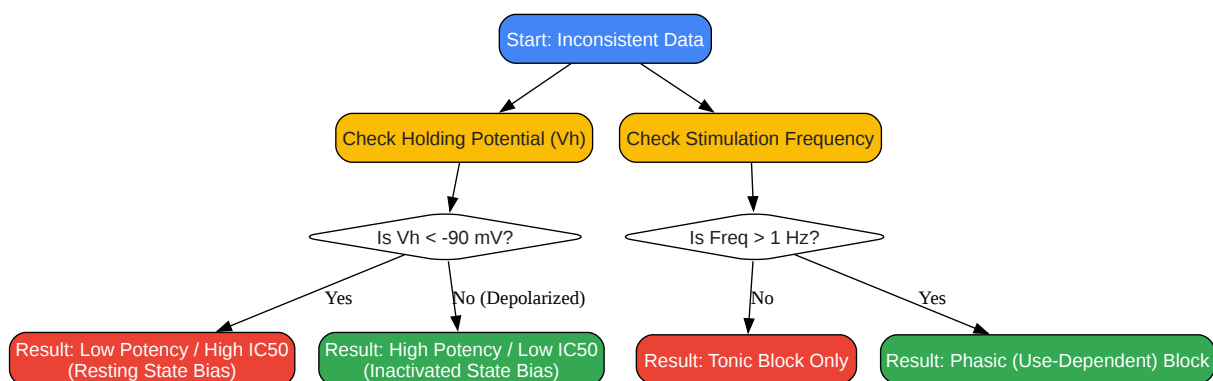 Start: Inconsistent Data
Check Holding Potential (Vh)
Check Stimulation Frequency
Is Vh < -90 mV?
Is Freq > 1 Hz?
Yes
No (Depolarized)
No
Yes
Result: Low Potency / High IC50
(Resting State Bias)
Result: High Potency / Low IC50
(Inactivated State Bias)
Result: Tonic Block Only
Result: Phasic (Use-Dependent) Block